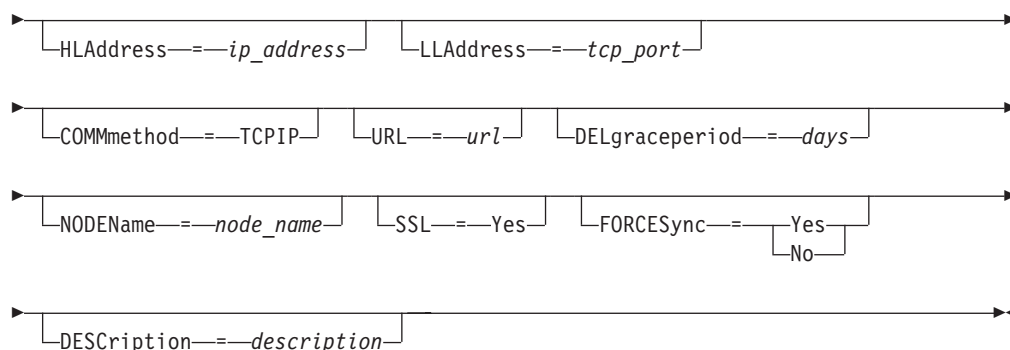 HLAddress = ip_address LLAddress = tcp_port
COMMmethod = TCPIP URL = url DELgraceperiod = days
NODEName = node_name SSL = Yes FORCESync = Yes
No
DESCription = description